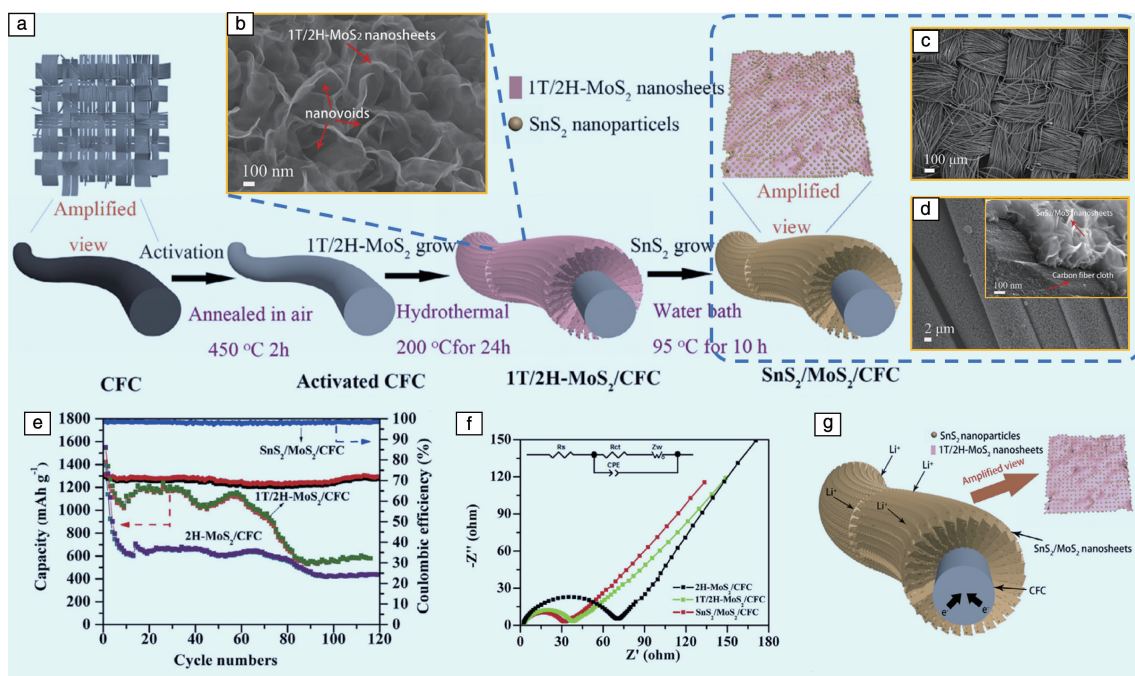 a
Amplified
view
CFC
Activation
Annealed in air
450 °C 2h
Activated CFC
b
1T/2H-MoS2 nanosheets
nanovoids
100 nm
1T/2H-MoS₂ grow
Hydrothermal
200 °Cfor 24h
1T/2H-MoS₂/CFC
1T/2H-MoS₂ nanosheets
SnS₂ nanoparticels
Amplified
view
SnS₂ grow
Water bath
95 °C for 10 h
SnS₂/MoS₂/CFC
c
100 μm
d
SnS₂/MoS₂ nanosheets
Carbon fiber cloth
100 nm
2 μm
e
Capacity (mAh g⁻¹)
1800
1600
1400
1200
1000
800
600
400
200
0
SnS₂/MoS₂/CFC
1T/2H-MoS₂/CFC
2H-MoS₂/CFC
0 20 40 60 80 100 120
Cycle numbers
100
90
80
70
60
50
40
30
20
10
0
Coulombic efficiency (%)
f
-Z'' (ohm)
150
120
90
60
30
0
Rs Rct Zw
CPE
2H-MoS₂/CFC
1T/2H-MoS₂/CFC
SnS₂/MoS₂/CFC
0 30 60 90 120 150 180
Z' (ohm)
g
SnS₂ nanoparticles
1T/2H-MoS₂ nanosheets
Li⁺
Li⁺
Li⁺
Li⁺
Amplified view
SnS₂/MoS₂ nanosheets
CFC
e⁻
e⁻